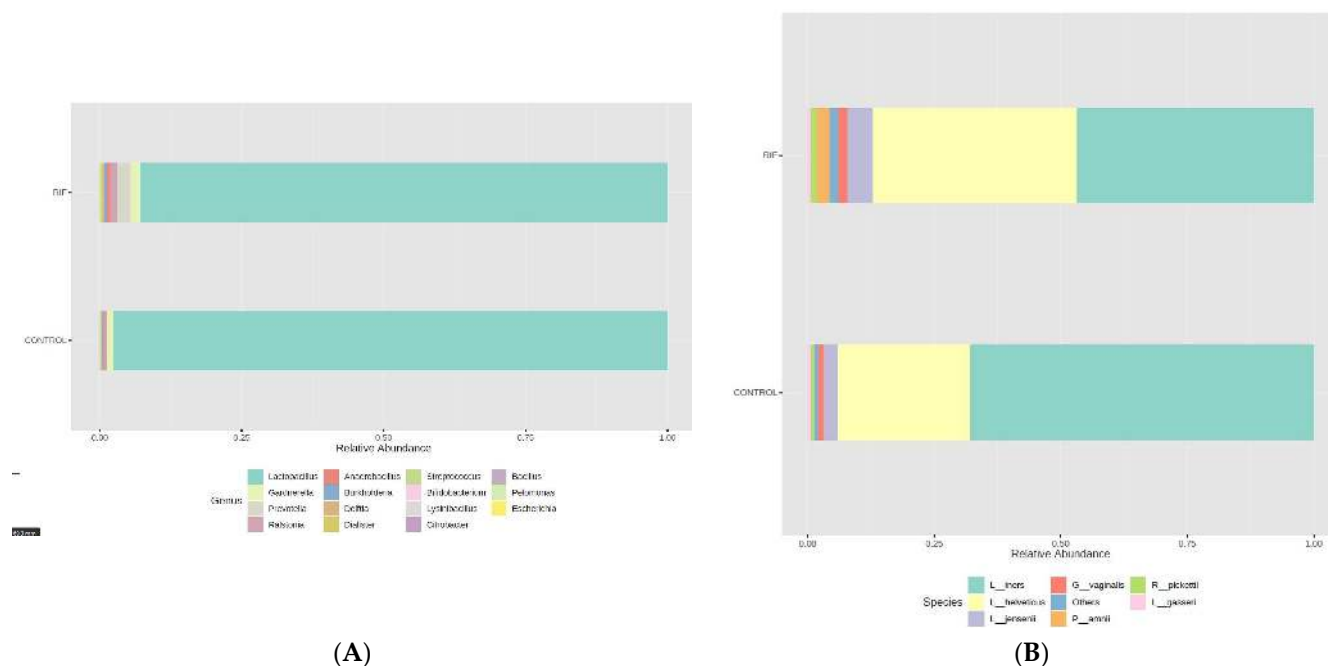 RIF
CONTROL
0.00 0.25 0.50 0.75 1.00
Relative Abundance
Genus
Lactobacillus Anaerobacillus Streptococcus Bacillus
Gardnerella Burkholderia Bifidobacterium Pelomonas
Prevotella Delftia Lysinibacillus Escherichia
Ralstonia Dialister Citrobacter
(A)
RIF
CONTROL
0.00 0.25 0.50 0.75 1.00
Relative Abundance
Species
L__iners G__vaginalis R__pickettii
L__helveticus Others L__gasseri
L__jensenii P__amnii
(B)